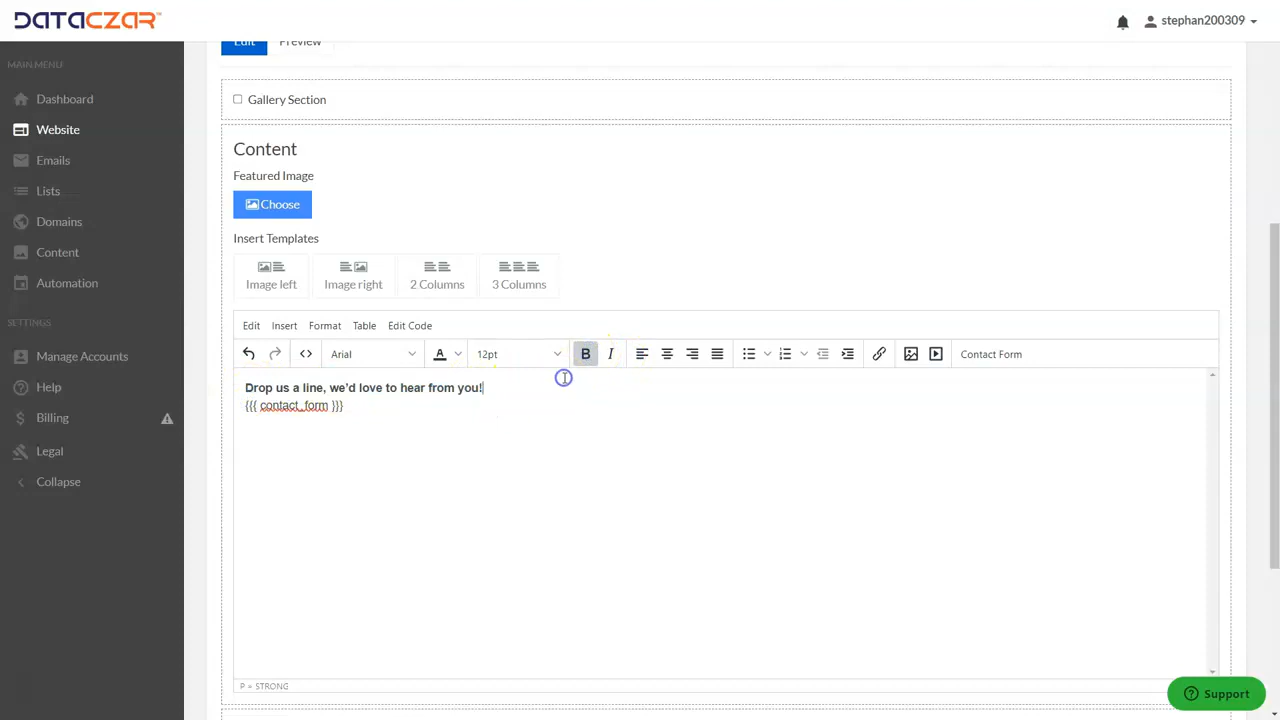 DATACZAR
stephan200309
MAIN MENU
Dashboard
Website
Emails
Lists
Domains
Content
Automation
SETTINGS
Manage Accounts
Help
Billing
Legal
Collapse
Edit Preview
Gallery Section
Content
Featured Image
Choose
Insert Templates
Image left Image right 2 Columns 3 Columns
Edit Insert Format Table Edit Code
Arial A 12pt B I Contact Form
Drop us a line, we'd love to hear from you!
{{{ contact_form }}}
P = STRONG
Support